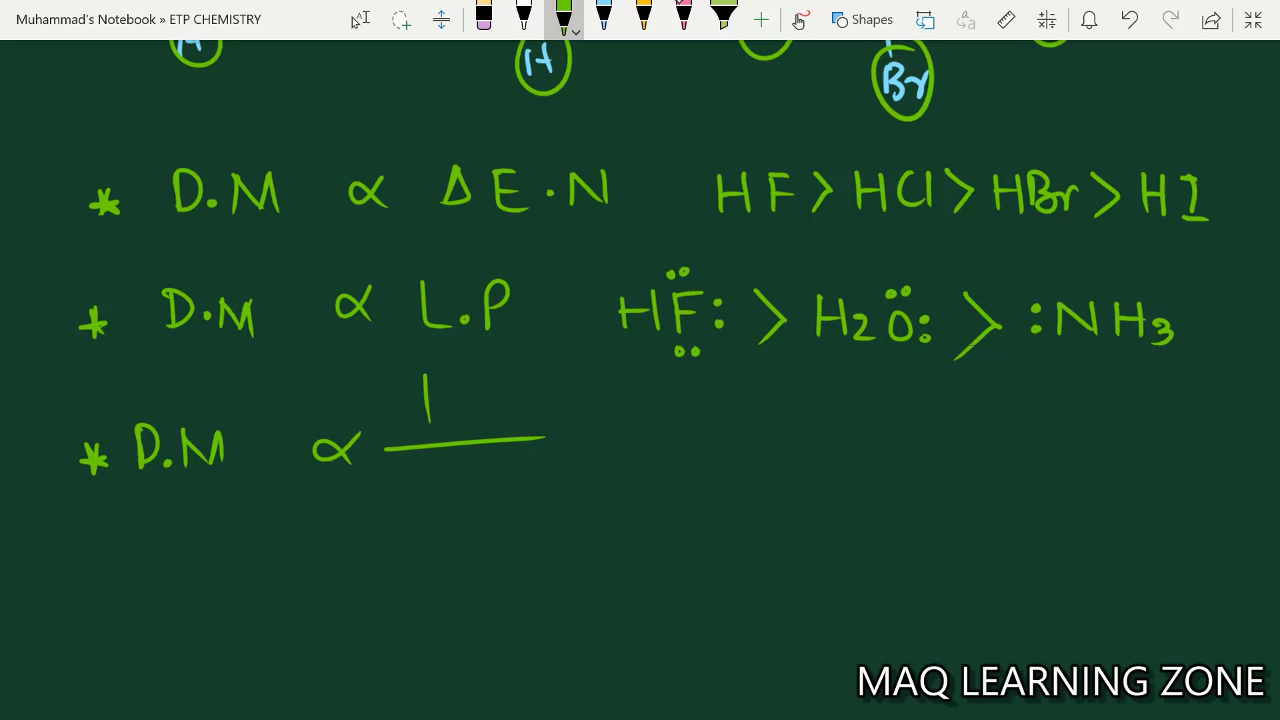 Muhammad's Notebook » ETP CHEMISTRY
Shapes
H Br
* D.M ∝ ΔE.N HF > HCl > HBr > HI
* D.M ∝ L.P HF > H2O > NH3
* D.M ∝ 1
MAQ LEARNING ZONE